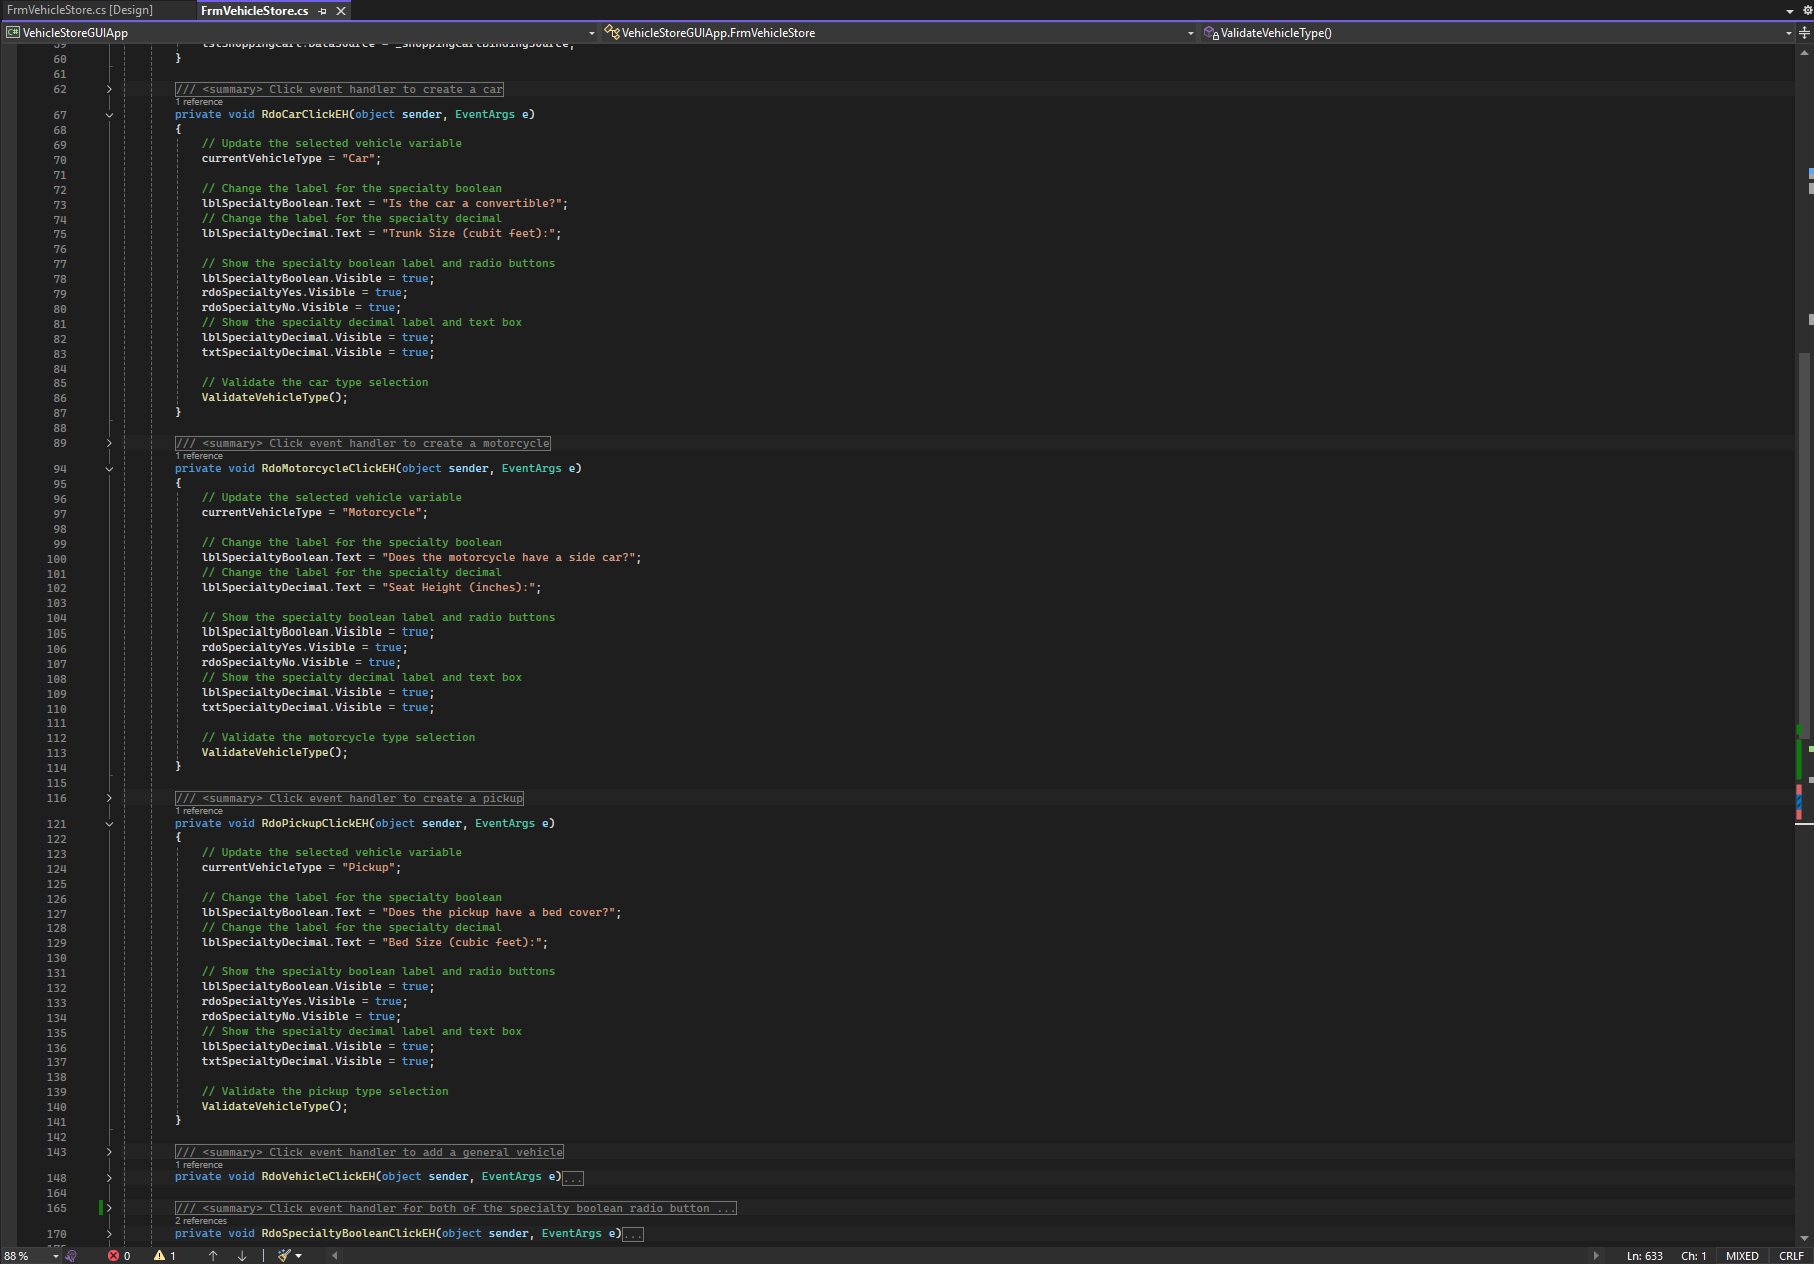 FrmVehicleStore.cs [Design] FrmVehicleStore.cs
C# VehicleStoreGUIApp VehicleStoreGUIApp.FrmVehicleStore ValidateVehicleType()
59 lstShoppingCart.DataSource = _shoppingCartBindingSource;
60 }
61
62 /// <summary> Click event handler to create a car
1 reference
67 private void RdoCarClickEH(object sender, EventArgs e)
68 {
69 // Update the selected vehicle variable
70 currentVehicleType = "Car";
71
72 // Change the label for the specialty boolean
73 lblSpecialtyBoolean.Text = "Is the car a convertible?";
74 // Change the label for the specialty decimal
75 lblSpecialtyDecimal.Text = "Trunk Size (cubit feet):";
76
77 // Show the specialty boolean label and radio buttons
78 lblSpecialtyBoolean.Visible = true;
79 rdoSpecialtyYes.Visible = true;
80 rdoSpecialtyNo.Visible = true;
81 // Show the specialty decimal label and text box
82 lblSpecialtyDecimal.Visible = true;
83 txtSpecialtyDecimal.Visible = true;
84
85 // Validate the car type selection
86 ValidateVehicleType();
87 }
88
89 /// <summary> Click event handler to create a motorcycle
1 reference
94 private void RdoMotorcycleClickEH(object sender, EventArgs e)
95 {
96 // Update the selected vehicle variable
97 currentVehicleType = "Motorcycle";
98
99 // Change the label for the specialty boolean
100 lblSpecialtyBoolean.Text = "Does the motorcycle have a side car?";
101 // Change the label for the specialty decimal
102 lblSpecialtyDecimal.Text = "Seat Height (inches):";
103
104 // Show the specialty boolean label and radio buttons
105 lblSpecialtyBoolean.Visible = true;
106 rdoSpecialtyYes.Visible = true;
107 rdoSpecialtyNo.Visible = true;
108 // Show the specialty decimal label and text box
109 lblSpecialtyDecimal.Visible = true;
110 txtSpecialtyDecimal.Visible = true;
111
112 // Validate the motorcycle type selection
113 ValidateVehicleType();
114 }
115
116 /// <summary> Click event handler to create a pickup
1 reference
121 private void RdoPickupClickEH(object sender, EventArgs e)
122 {
123 // Update the selected vehicle variable
124 currentVehicleType = "Pickup";
125
126 // Change the label for the specialty boolean
127 lblSpecialtyBoolean.Text = "Does the pickup have a bed cover?";
128 // Change the label for the specialty decimal
129 lblSpecialtyDecimal.Text = "Bed Size (cubic feet):";
130
131 // Show the specialty boolean label and radio buttons
132 lblSpecialtyBoolean.Visible = true;
133 rdoSpecialtyYes.Visible = true;
134 rdoSpecialtyNo.Visible = true;
135 // Show the specialty decimal label and text box
136 lblSpecialtyDecimal.Visible = true;
137 txtSpecialtyDecimal.Visible = true;
138
139 // Validate the pickup type selection
140 ValidateVehicleType();
141 }
142
143 /// <summary> Click event handler to add a general vehicle
1 reference
148 private void RdoVehicleClickEH(object sender, EventArgs e)...
164
165 /// <summary> Click event handler for both of the specialty boolean radio button ...
2 references
170 private void RdoSpecialtyBooleanClickEH(object sender, EventArgs e)...
88 % 0 1 Ln: 633 Ch: 1 MIXED CRLF